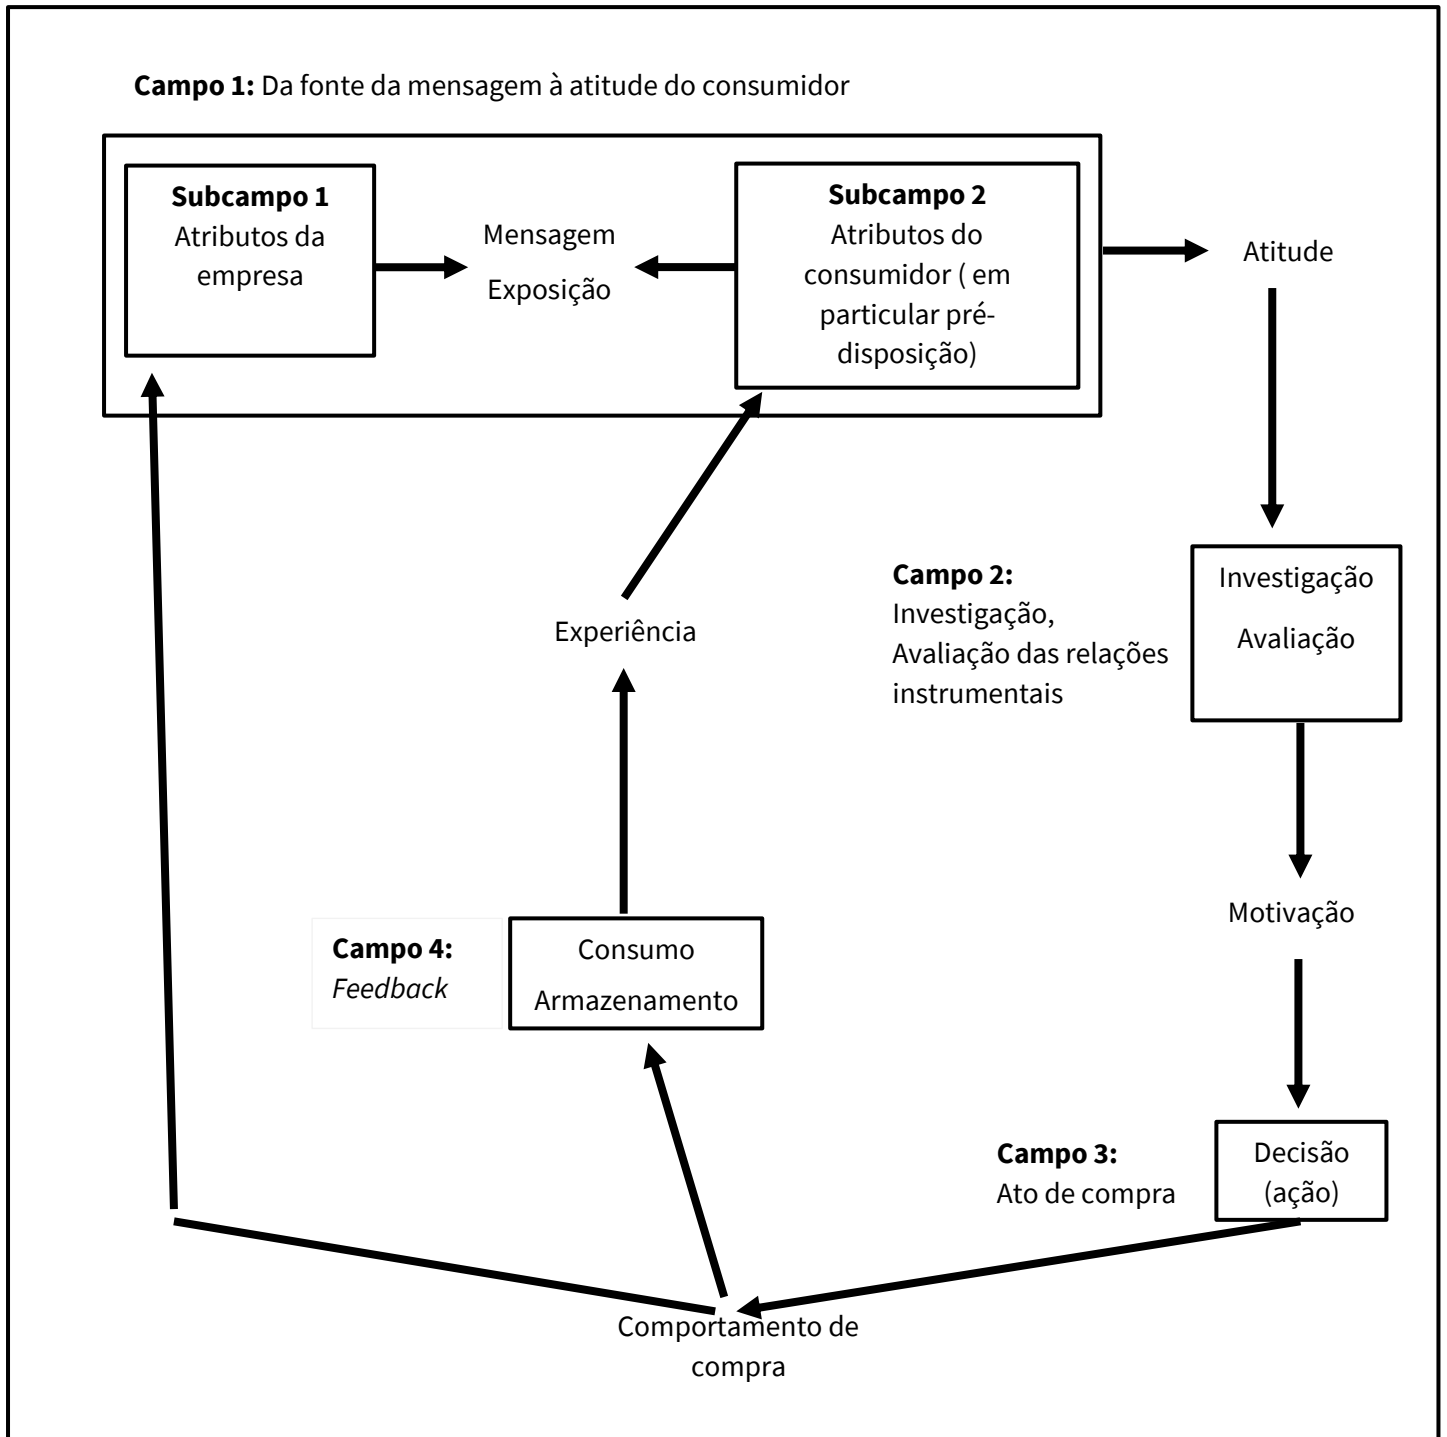 Campo 1: Da fonte da mensagem à atitude do consumidor
Subcampo 1
Atributos da
empresa
Mensagem
Exposição
Subcampo 2
Atributos do
consumidor ( em
particular pré-
disposição)
Atitude
Campo 2:
Investigação,
Avaliação das relações
instrumentais
Investigação
Avaliação
Experiência
Motivação
Campo 4:
Feedback
Consumo
Armazenamento
Campo 3:
Ato de compra
Decisão
(ação)
Comportamento de
compra